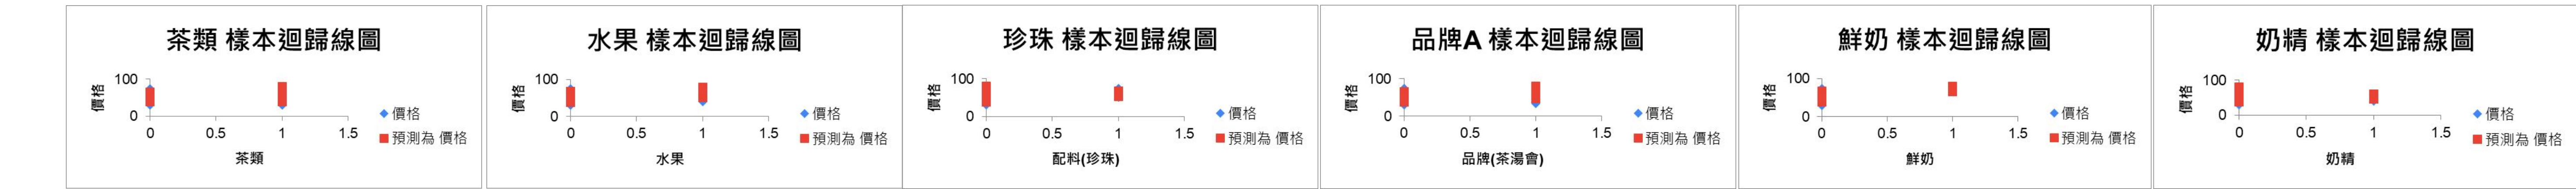 茶類 樣本迴歸線圖
價格
100
0
0 0.5 1 1.5
茶類
價格
預測為 價格
水果 樣本迴歸線圖
價格
100
0
0 0.5 1 1.5
水果
價格
預測為 價格
珍珠 樣本迴歸線圖
價格
100
0
0 0.5 1 1.5
配料(珍珠)
價格
預測為 價格
品牌A 樣本迴歸線圖
價格
100
0
0 0.5 1 1.5
品牌(茶湯會)
價格
預測為 價格
鮮奶 樣本迴歸線圖
價格
100
0
0 0.5 1 1.5
鮮奶
價格
預測為 價格
奶精 樣本迴歸線圖
價格
100
0
0 0.5 1 1.5
奶精
價格
預測為 價格